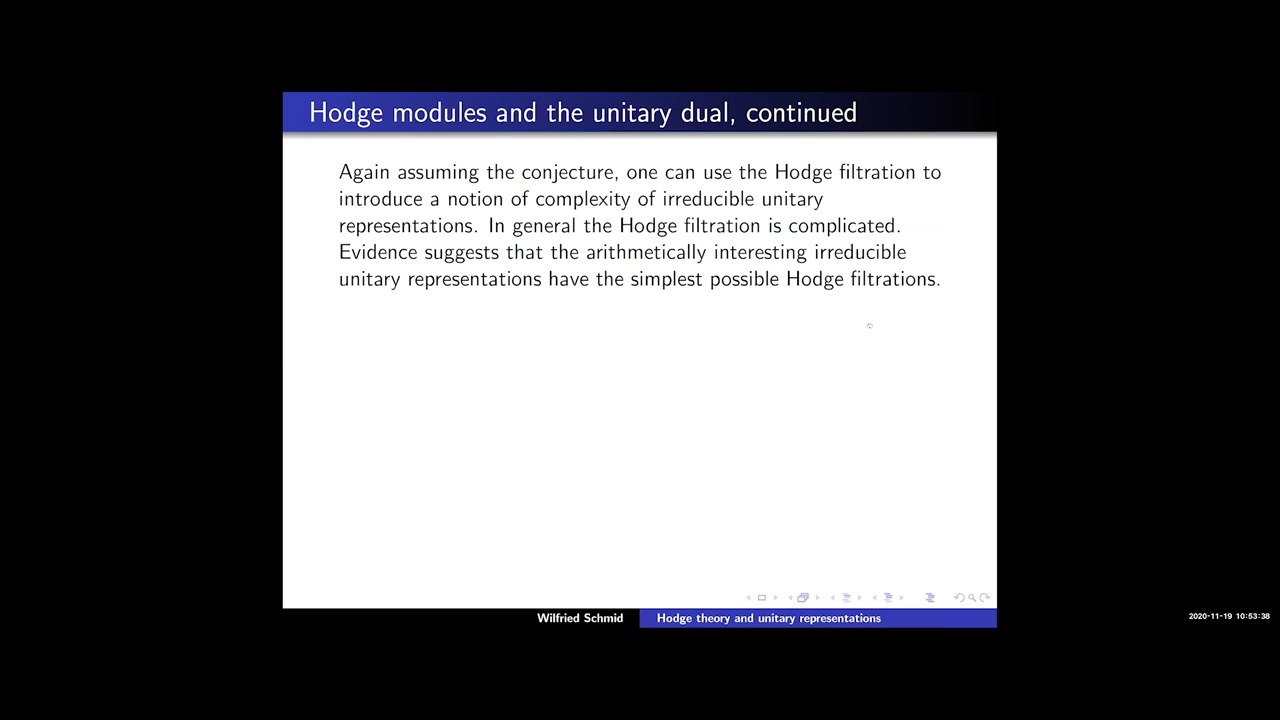 Hodge modules and the unitary dual, continued
Again assuming the conjecture, one can use the Hodge filtration to
introduce a notion of complexity of irreducible unitary
representations. In general the Hodge filtration is complicated.
Evidence suggests that the arithmetically interesting irreducible
unitary representations have the simplest possible Hodge filtrations.
Wilfried Schmid
Hodge theory and unitary representations
2020-11-19 10:53:38